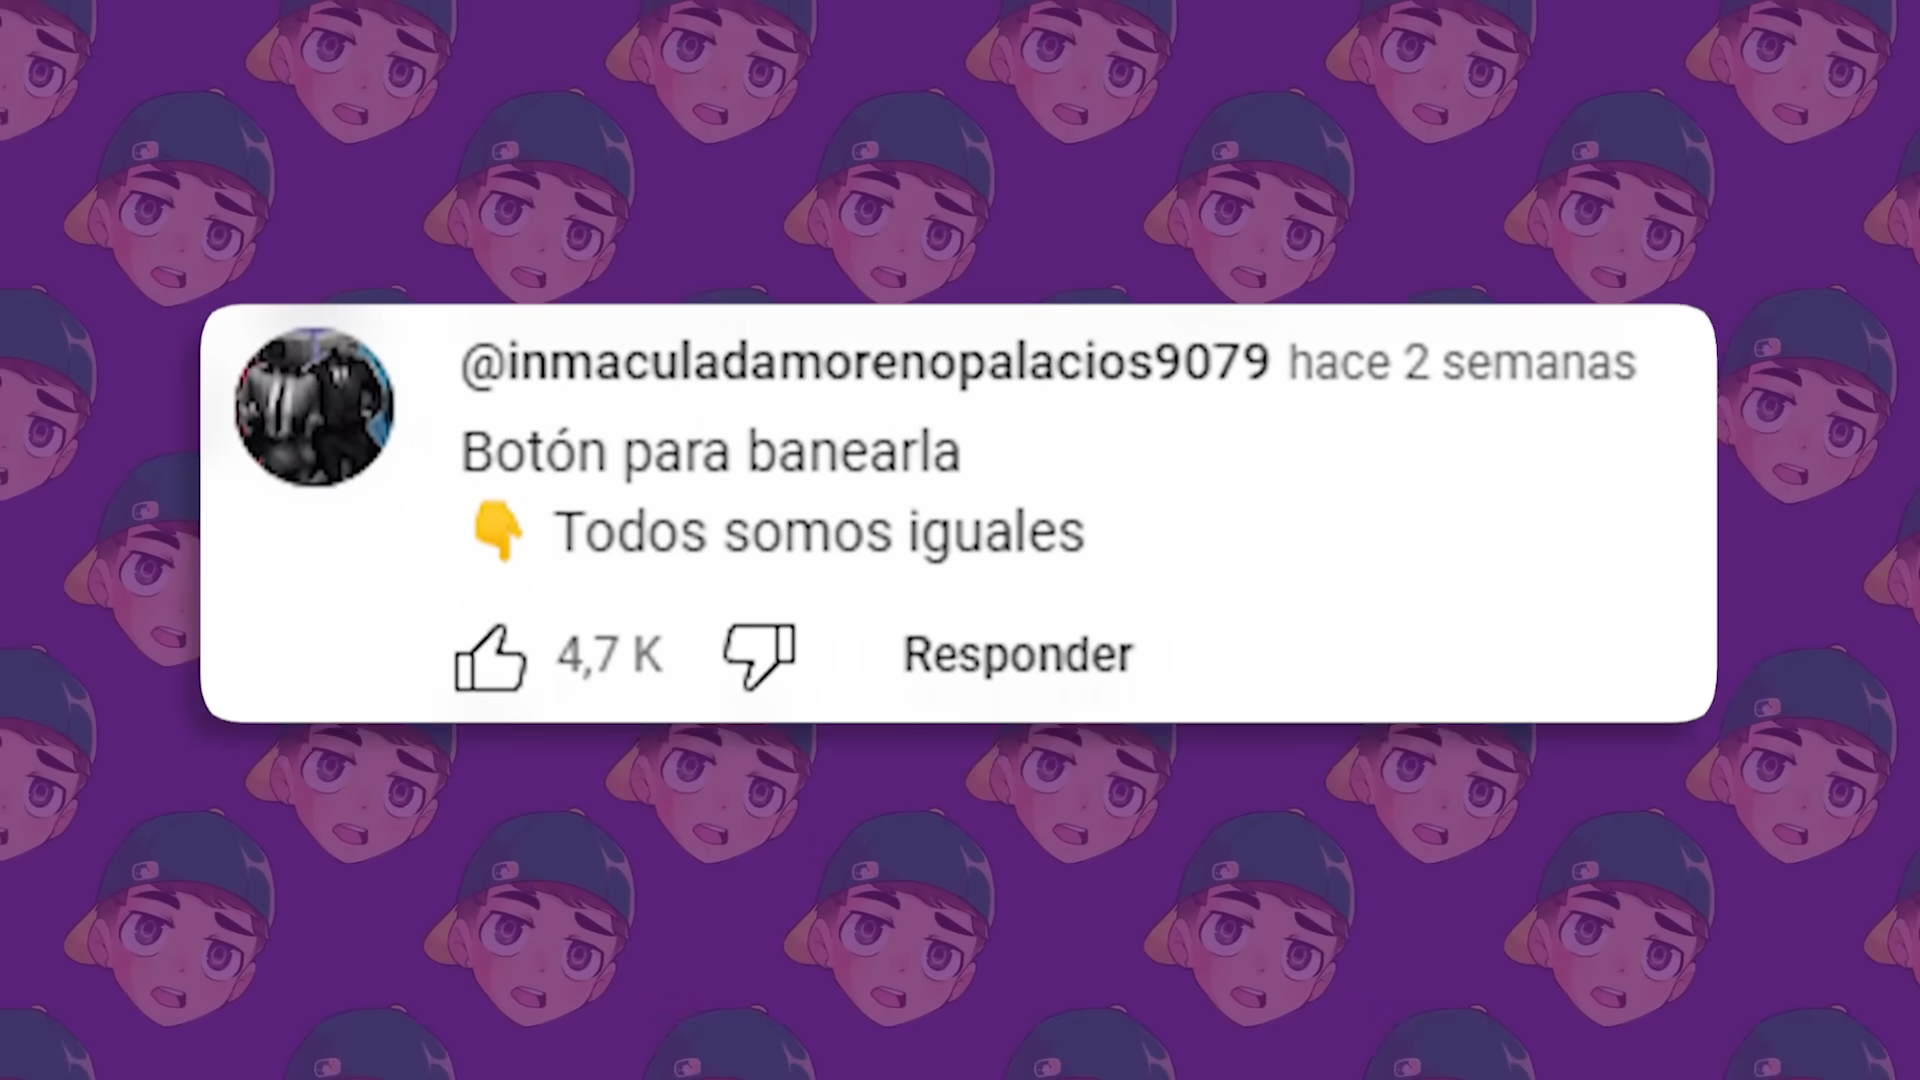 @inmaculadamorenopalacios9079 hace 2 semanas
Botón para banearla
👇 Todos somos iguales
4,7 K Responder